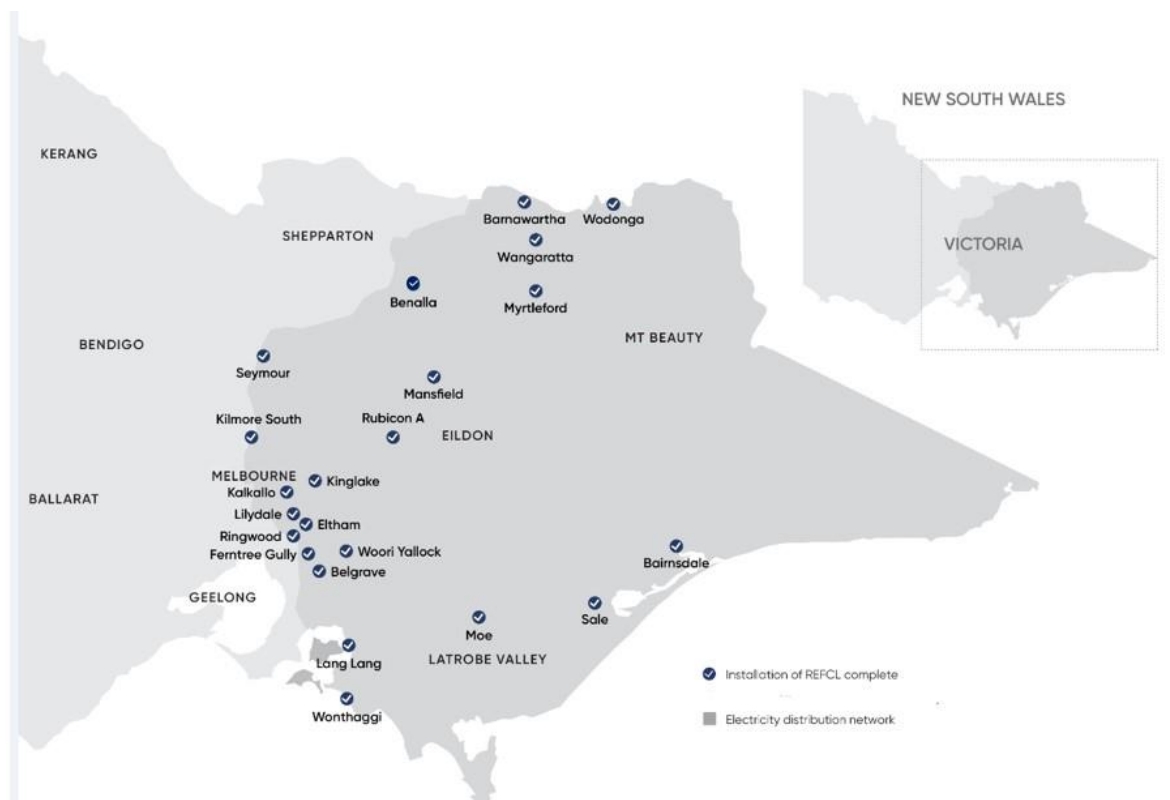 NEW SOUTH WALES
KERANG
Barnawartha
Wodonga
SHEPPARTON
VICTORIA
Wangaratta
Benalla
Myrtleford
MT BEAUTY
BENDIGO
Seymour
Mansfield
Kilmore South
Rubicon A
EILDON
MELBOURNE
Kinglake
Kalkallo
BALLARAT
Lilydale
Eltham
Ringwood
Ferntree Gully
Woori Yallock
Belgrave
Bairnsdale
GEELONG
Sale
Moe
Lang Lang
LATROBE VALLEY
Installation of REFCL complete
Wonthaggi
Electricity distribution network